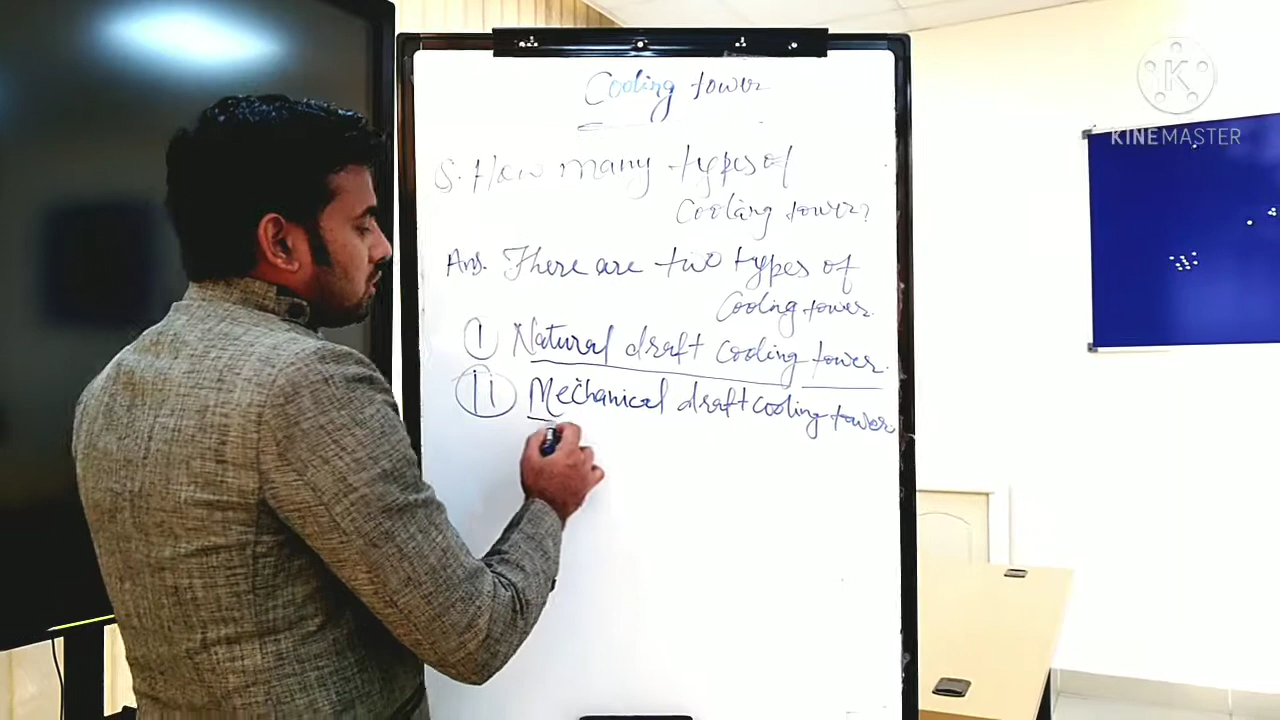 Cooling tower
S. How many types of
Cooling tower?
Ans. There are two types of
Cooling tower.
I Natural draft cooling tower.
II Mechanical draft cooling tower.
K
KINEMASTER